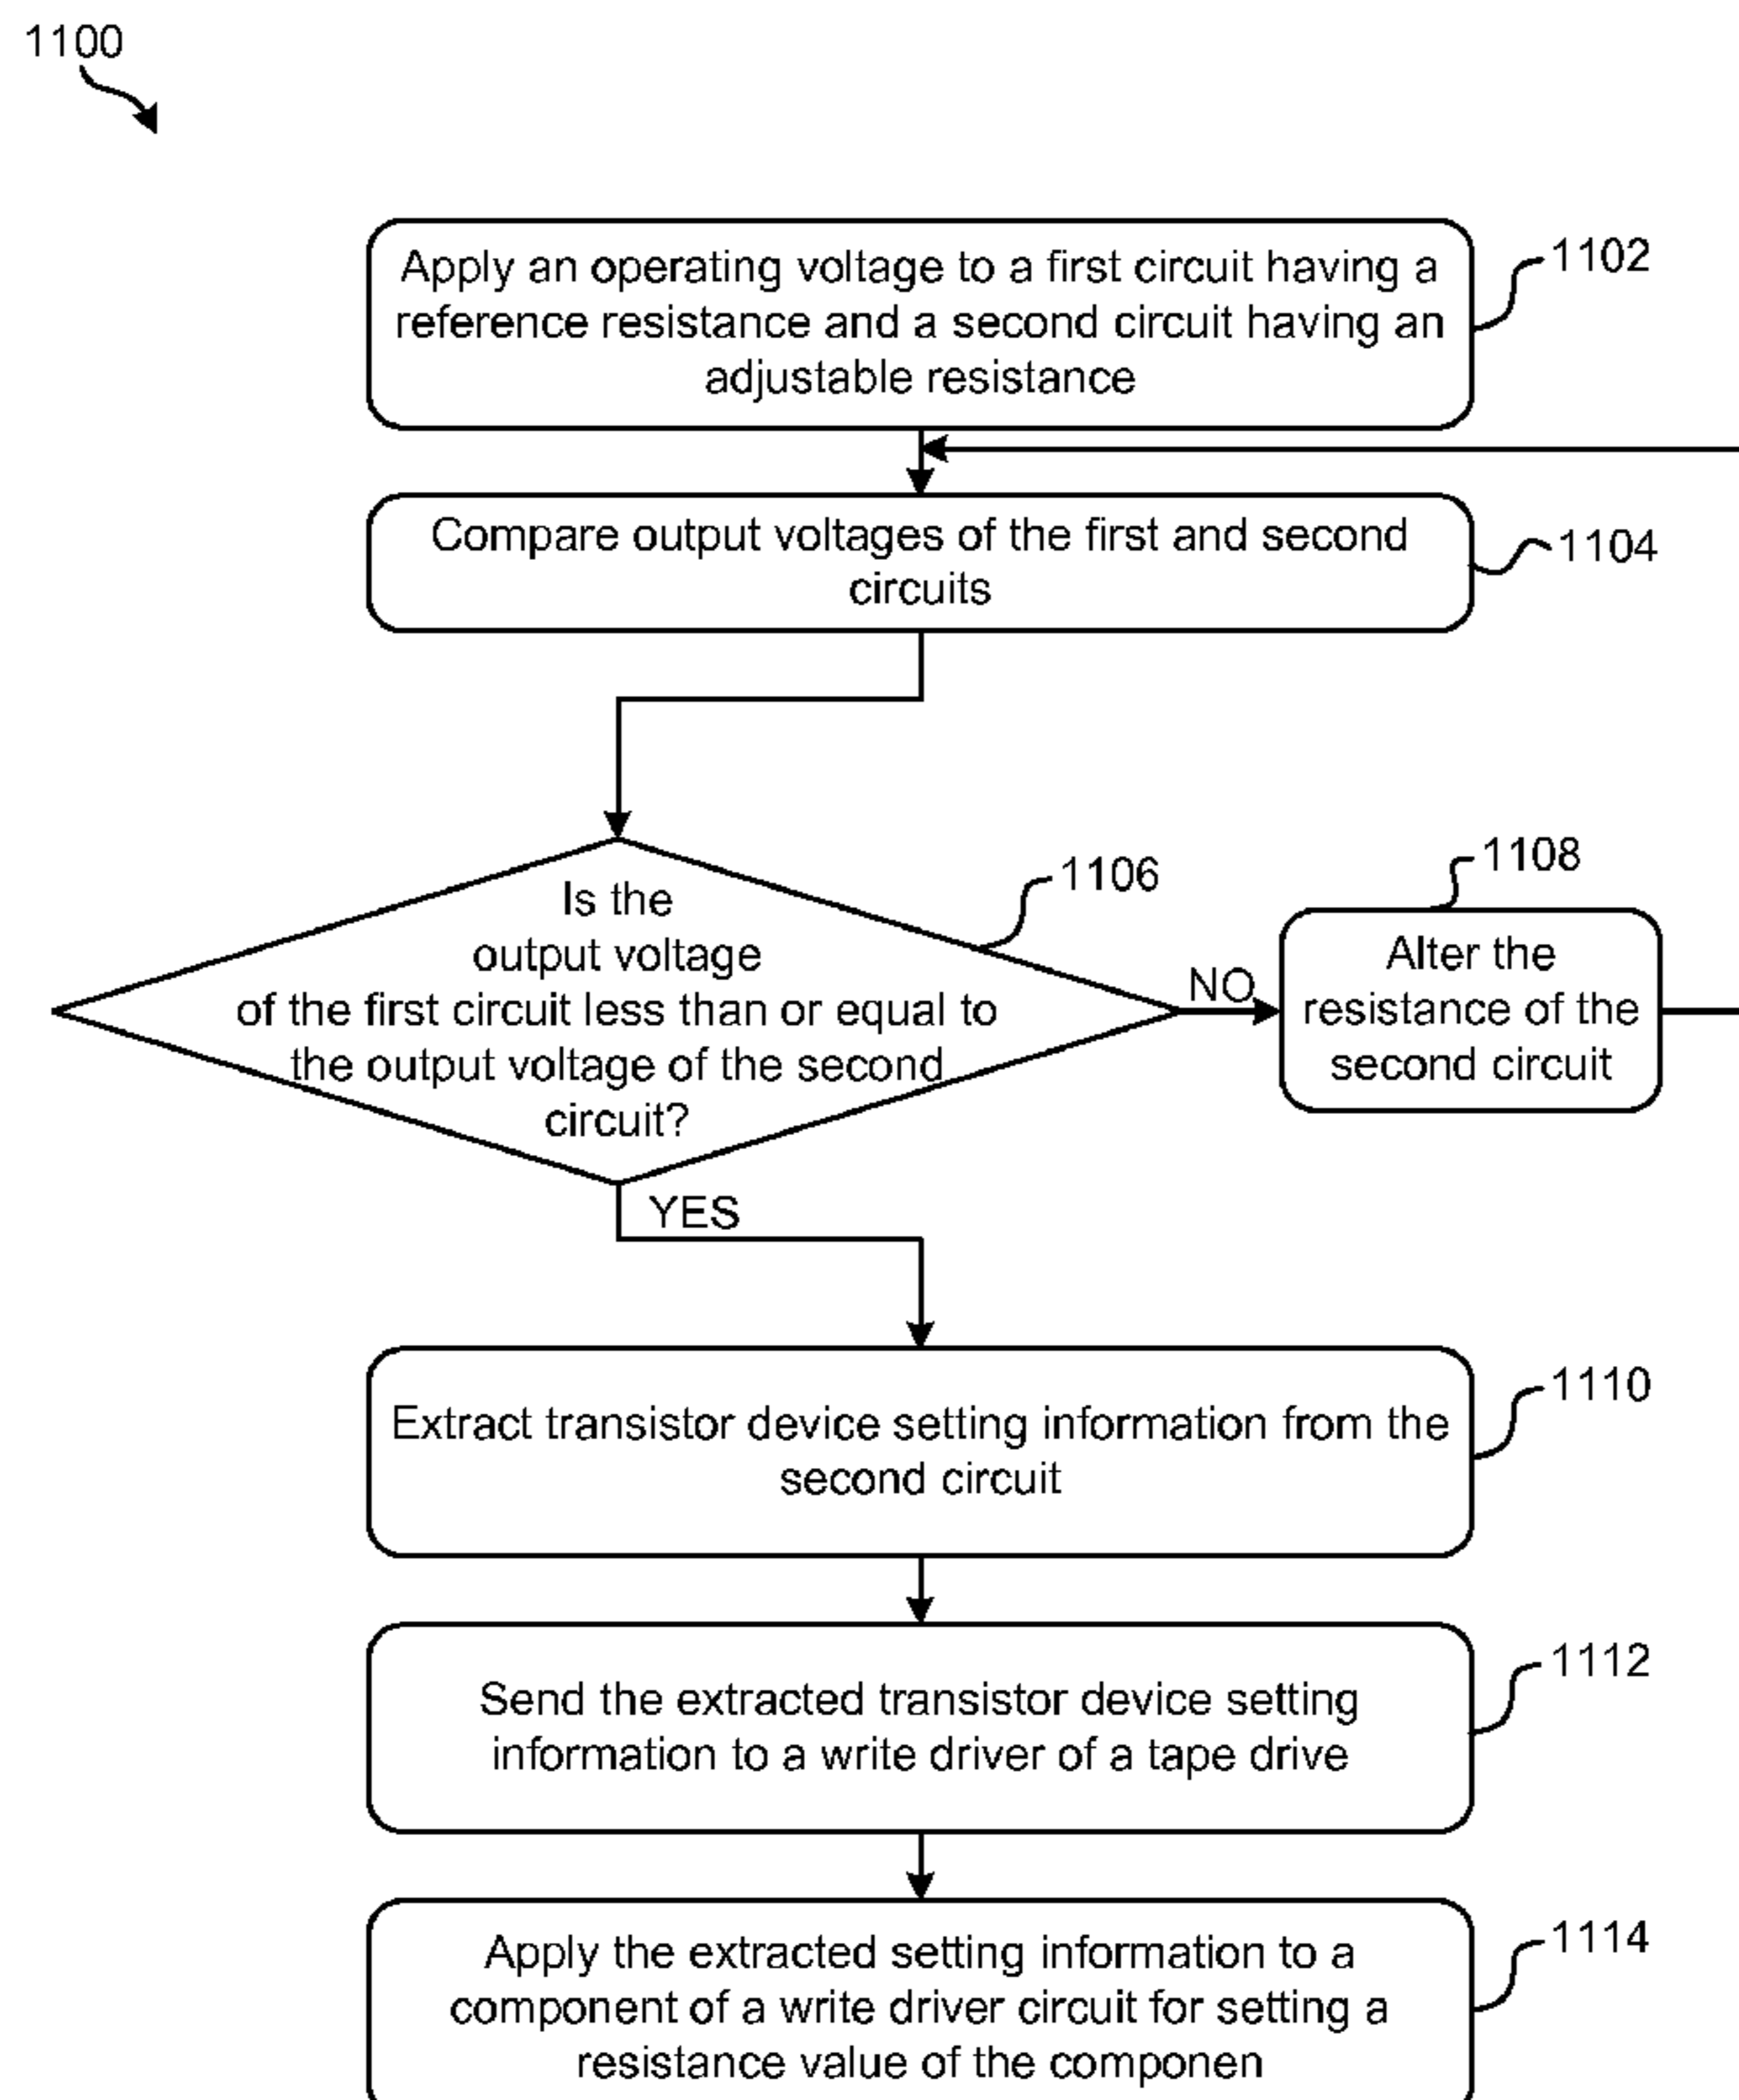 1100
Apply an operating voltage to a first circuit having a
reference resistance and a second circuit having an
adjustable resistance
1102
Compare output voltages of the first and second
circuits
1104
Is the
output voltage
of the first circuit less than or equal to
the output voltage of the second
circuit?
1106
NO
1108
Alter the
resistance of the
second circuit
YES
Extract transistor device setting information from the
second circuit
1110
Send the extracted transistor device setting
information to a write driver of a tape drive
1112
Apply the extracted setting information to a
component of a write driver circuit for setting a
resistance value of the componen
1114